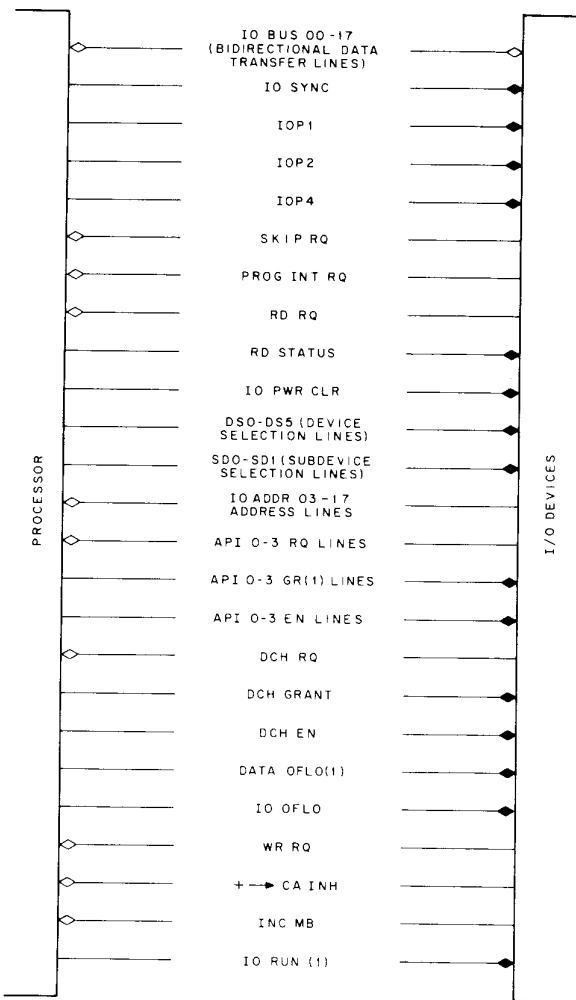 IO BUS 00-17
(BIDIRECTIONAL DATA
TRANSFER LINES)
IO SYNC
IOP1
IOP2
IOP4
SKIP RQ
PROG INT RQ
RD RQ
RD STATUS
IO PWR CLR
DS0-DS5 (DEVICE
SELECTION LINES)
SD0-SD1 (SUBDEVICE
SELECTION LINES)
IO ADDR 03-17
ADDRESS LINES
API 0-3 RQ LINES
API 0-3 GR(1) LINES
API 0-3 EN LINES
DCH RQ
DCH GRANT
DCH EN
DATA OFLO(1)
IO OFLO
WR RQ
+ → CA INH
INC MB
IO RUN (1)
PROCESSOR
I/O DEVICES